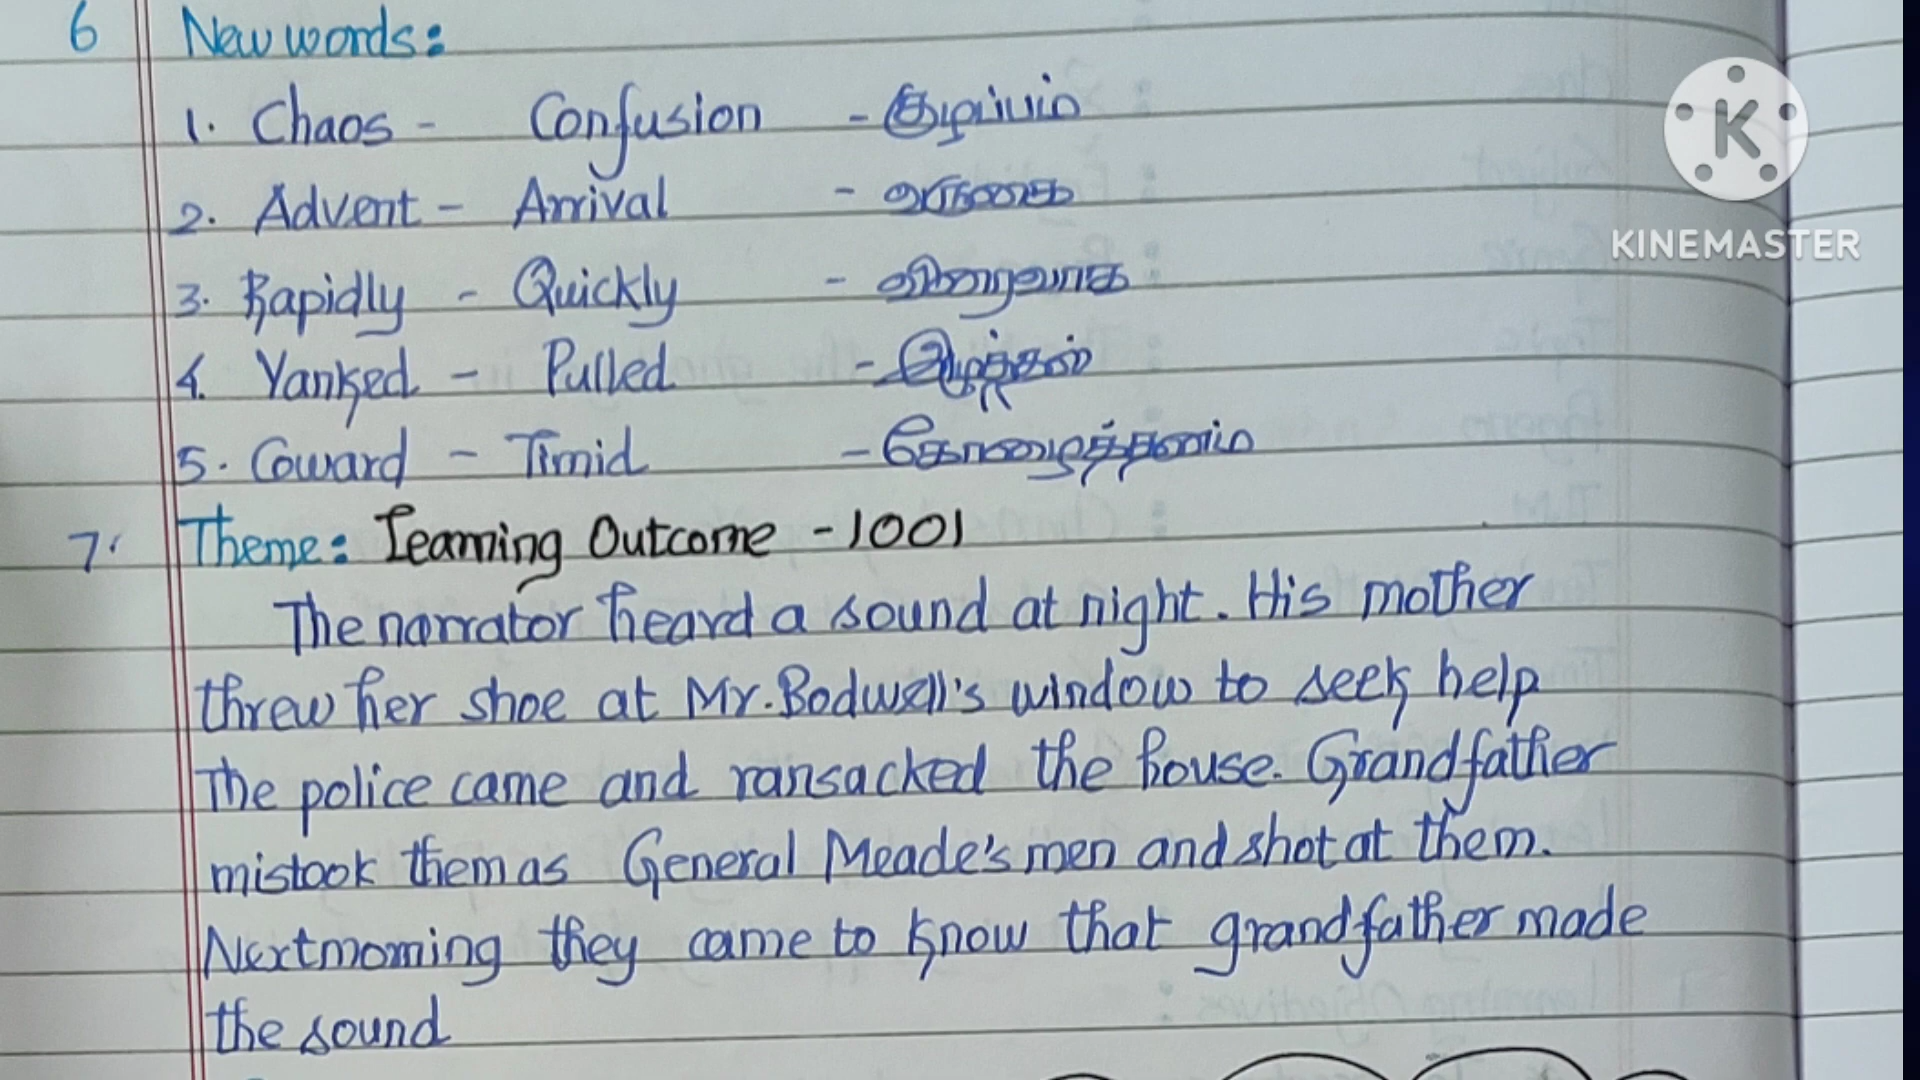 6 New words:
1. Chaos - Confusion - குழப்பம்
2. Advent - Arrival - வருகை
3. Rapidly - Quickly - விரைவாக
4. Yanked - Pulled - இழுத்தல்
5. Coward - Timid - கோழைத்தனம்
7. Theme: Learning Outcome - 1001
The narrator heard a sound at night. His mother
threw her shoe at Mr. Bodwell's window to seek help
The police came and ransacked the house. Grandfather
mistook them as General Meade's men and shot at them.
Next morning they came to know that grandfather made
the sound
K
KINEMASTER